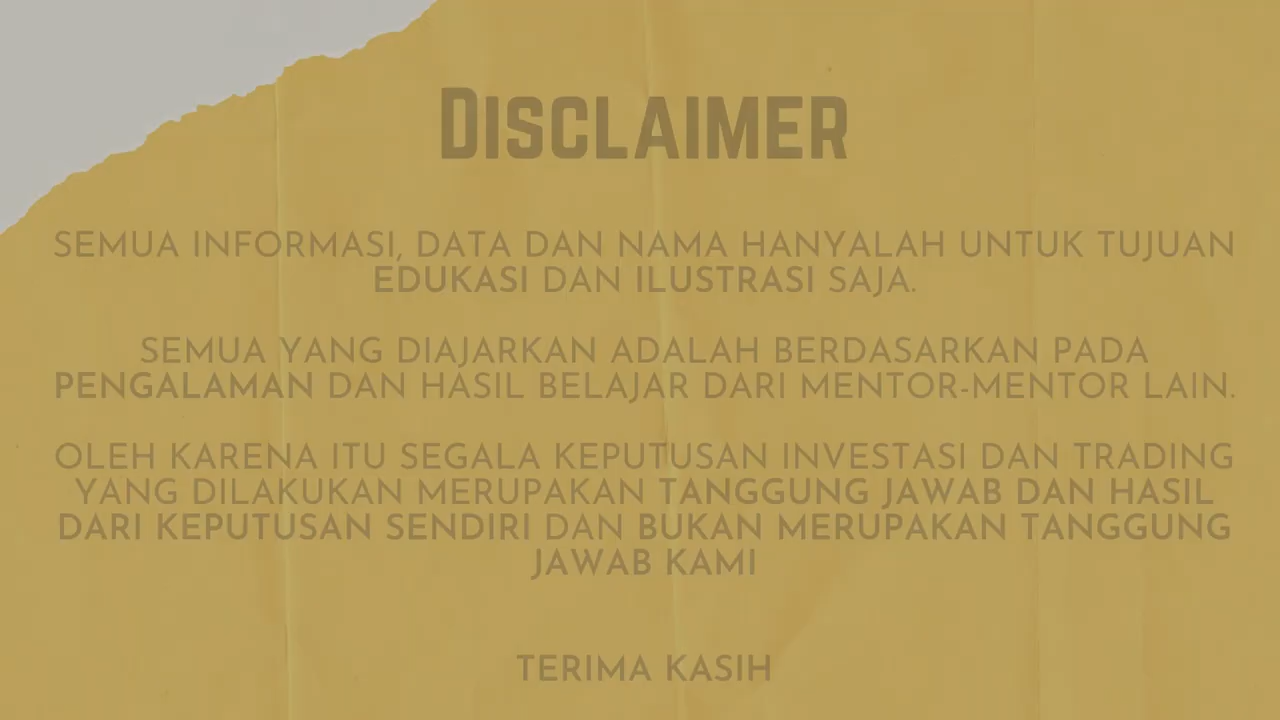 DISCLAIMER
SEMUA INFORMASI, DATA DAN NAMA HANYALAH UNTUK TUJUAN
EDUKASI DAN ILUSTRASI SAJA.
SEMUA YANG DIAJARKAN ADALAH BERDASARKAN PADA
PENGALAMAN DAN HASIL BELAJAR DARI MENTOR-MENTOR LAIN.
OLEH KARENA ITU SEGALA KEPUTUSAN INVESTASI DAN TRADING
YANG DILAKUKAN MERUPAKAN TANGGUNG JAWAB DAN HASIL
DARI KEPUTUSAN SENDIRI DAN BUKAN MERUPAKAN TANGGUNG
JAWAB KAMI
TERIMA KASIH